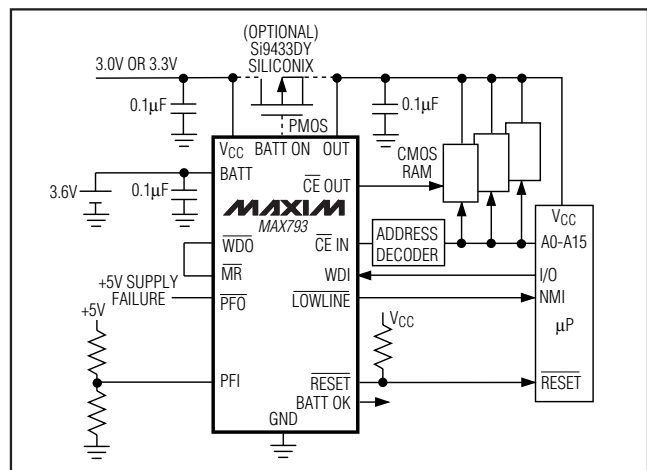 (OPTIONAL)
Si9433DY
SILICONIX
3.0V OR 3.3V
0.1µF
PMOS
0.1µF
VCC
BATT ON
OUT
BATT
3.6V
0.1µF
CE OUT
CMOS
RAM
MAXIM
MAX793
VCC
WDO
CE IN
ADDRESS
DECODER
A0-A15
MR
WDI
I/O
+5V SUPPLY
FAILURE
PFO
LOWLINE
NMI
+5V
VCC
µP
PFI
RESET
RESET
BATT OK
GND